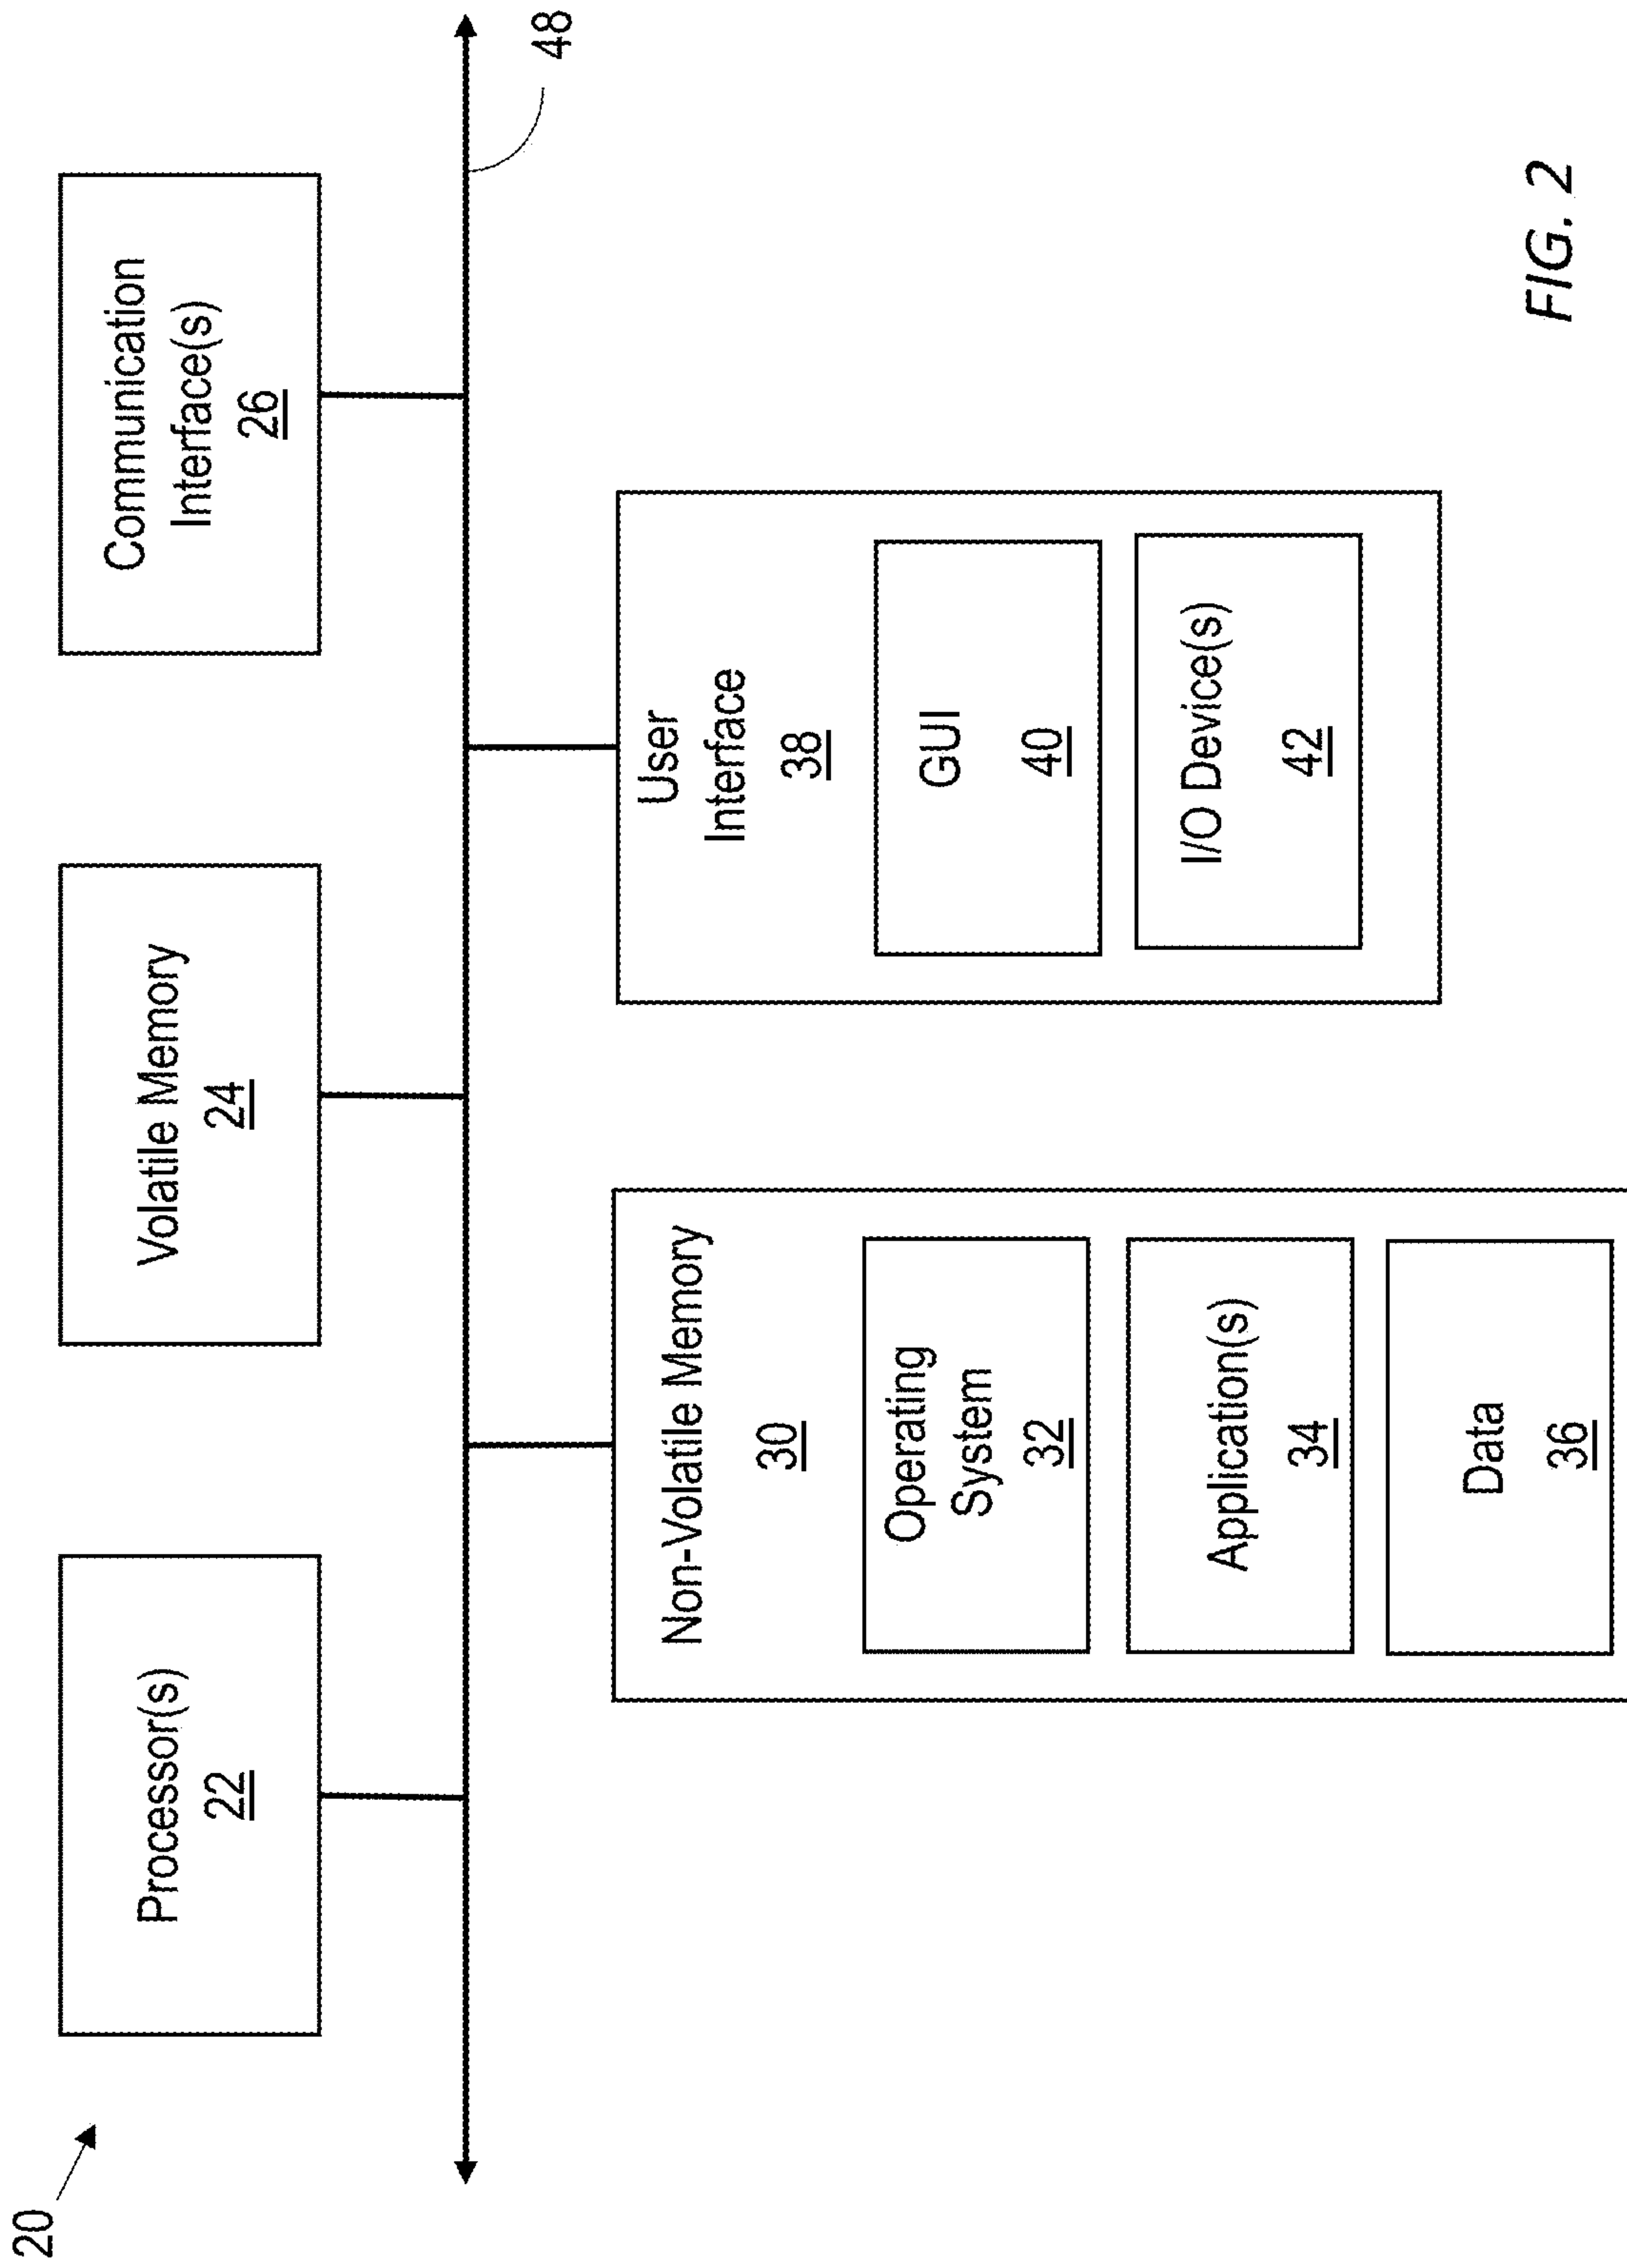 20
Processor(s)
22
Volatile Memory
24
Communication
Interface(s)
26
48
Non-Volatile Memory
30
Operating
System
32
Application(s)
34
Data
36
User
Interface
38
GUI
40
I/O Device(s)
42
FIG. 2